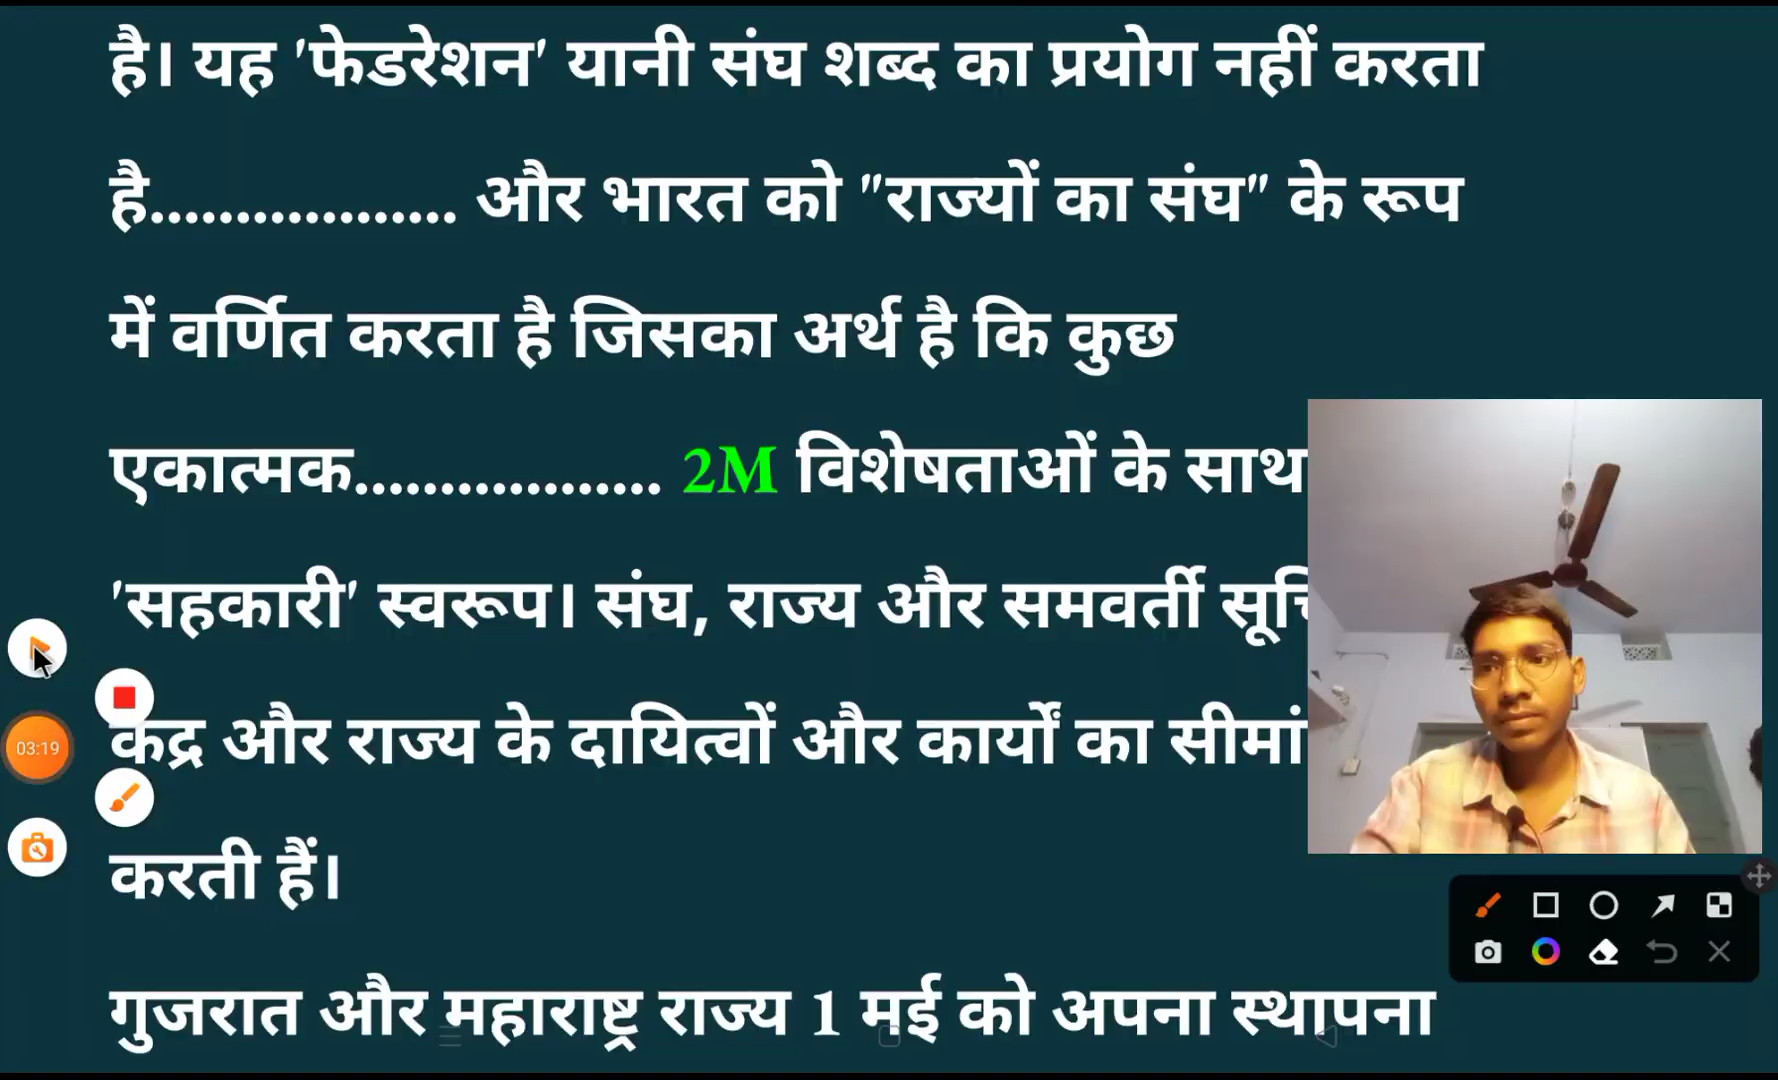 है। यह 'फेडरेशन' यानी संघ शब्द का प्रयोग नहीं करता
है.................. और भारत को "राज्यों का संघ" के रूप
में वर्णित करता है जिसका अर्थ है कि कुछ
एकात्मक.................. 2M विशेषताओं के साथ
'सहकारी' स्वरूप। संघ, राज्य और समवर्ती
केंद्र और राज्य के दायित्वों और कार्यों का
करती हैं।
गुजरात और महाराष्ट्र राज्य 1 मई को अपना स्थापना
03:19